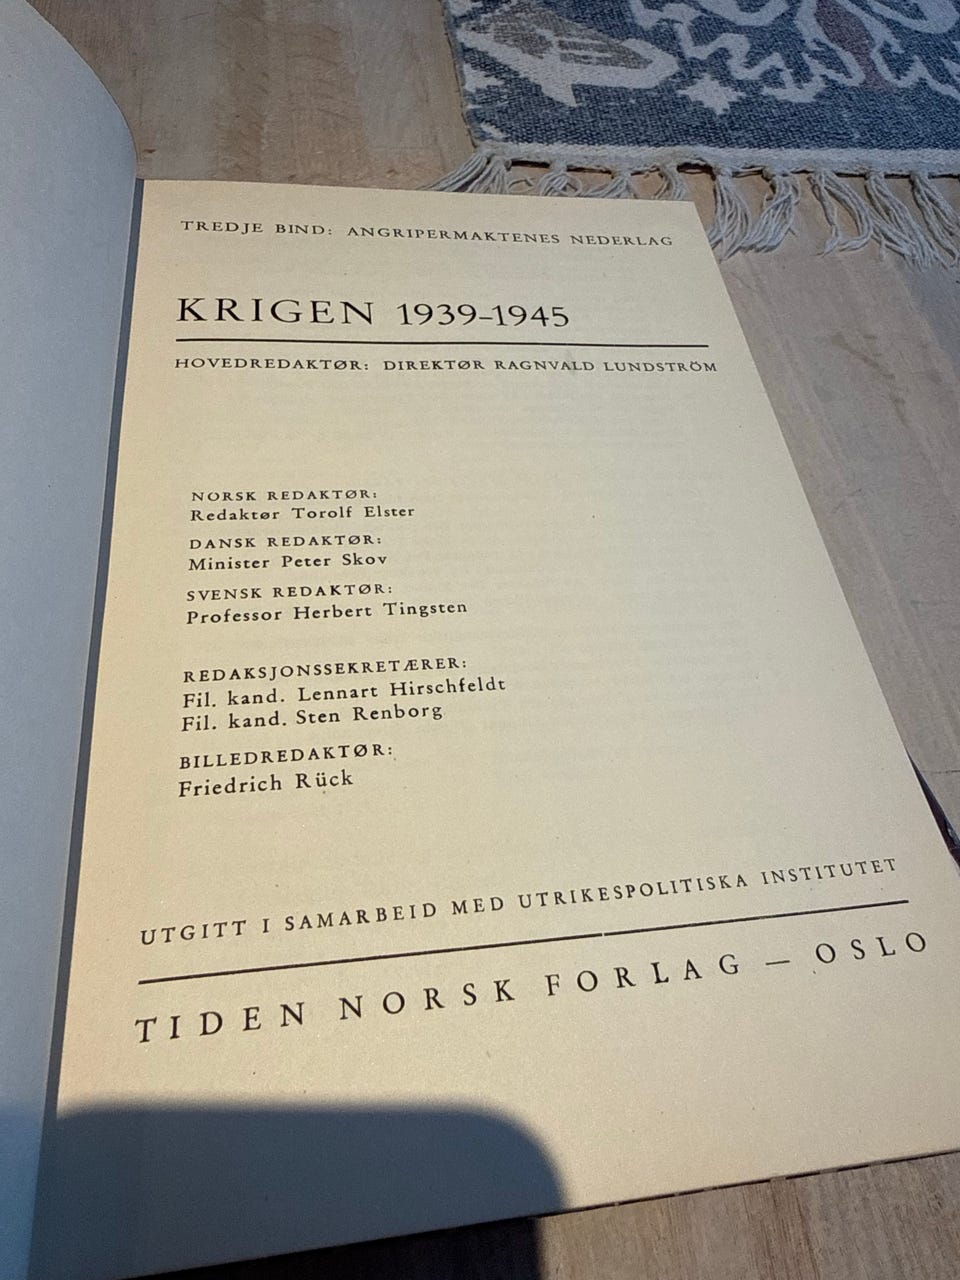 TREDJE BIND: ANGRIPERMAKTENES NEDERLAG
KRIGEN 1939–1945
HOVEDREDAKTØR: DIREKTØR RAGNVALD LUNDSTRÖM
NORSK REDAKTØR:
Redaktør Torolf Elster
DANSK REDAKTØR:
Minister Peter Skov
SVENSK REDAKTØR:
Professor Herbert Tingsten
REDAKSJONSSEKRETÆRER:
Fil. kand. Lennart Hirschfeldt
Fil. kand. Sten Renborg
BILLEDREDAKTØR:
Friedrich Rück
UTGITT I SAMARBEID MED UTRIKESPOLITISKA INSTITUTET
TIDEN NORSK FORLAG — OSLO